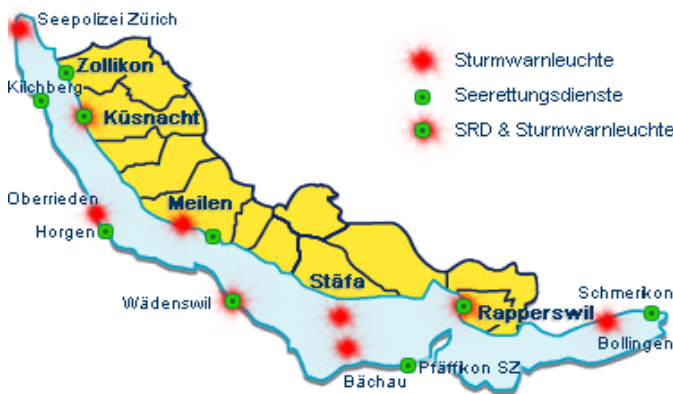 Seepolizei Zürich
Zollikon
Kilchberg
Küsnacht
Sturmwarnleuchte
Seerettungsdienste
SRD & Sturmwarnleuchte
Oberrieden
Meilen
Horgen
Stäfa
Wädenswil
Rapperswil
Schmerikon
Bollingen
Bächau
Pfäffikon SZ